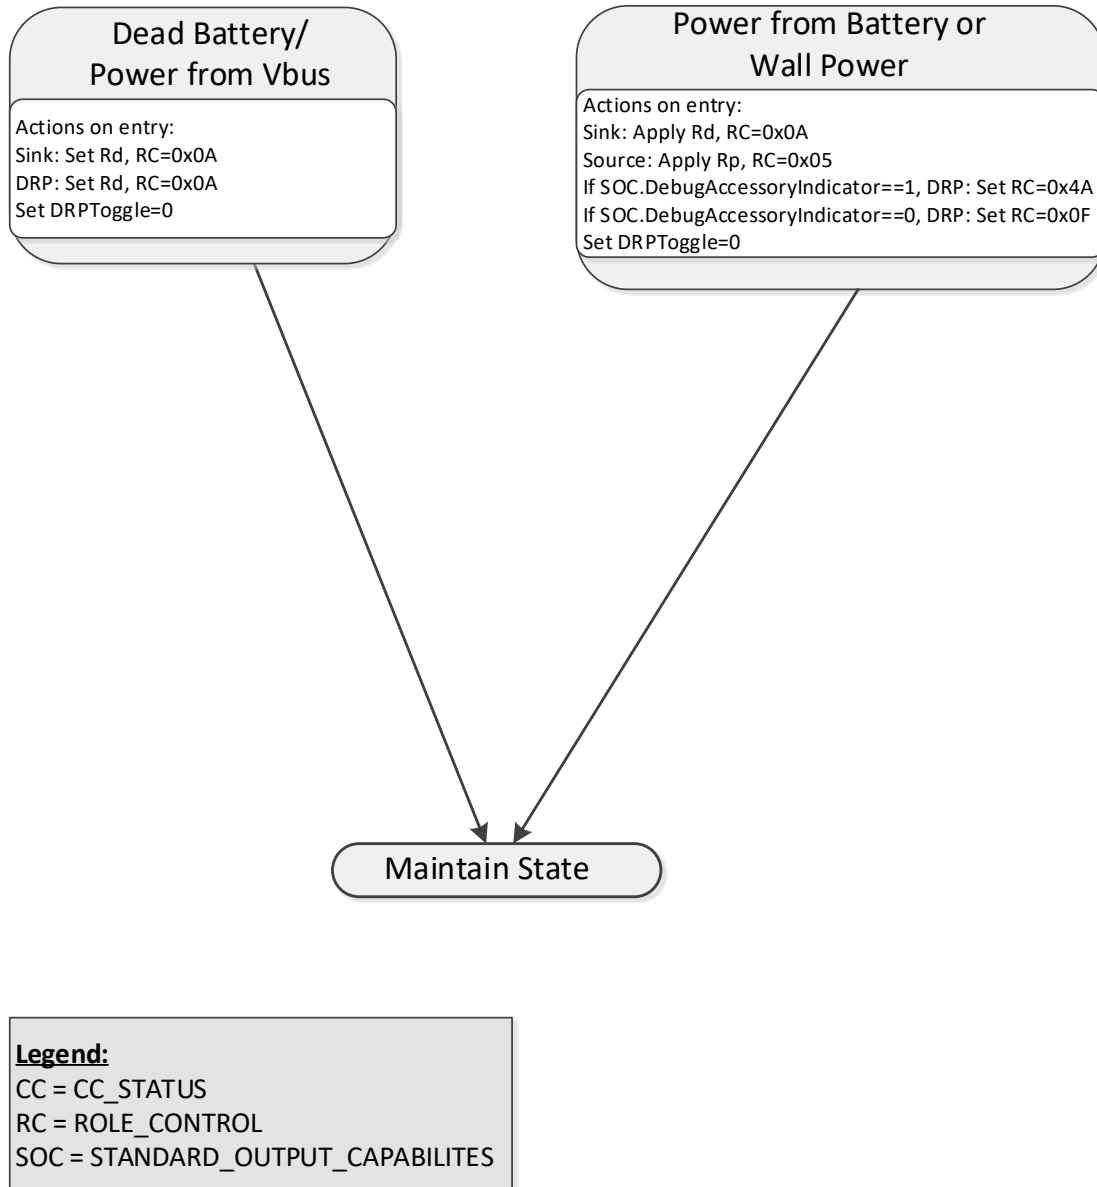 Dead Battery/
Power from Vbus
Actions on entry:
Sink: Set Rd, RC=0x0A
DRP: Set Rd, RC=0x0A
Set DRPToggle=0
Power from Battery or
Wall Power
Actions on entry:
Sink: Apply Rd, RC=0x0A
Source: Apply Rp, RC=0x05
If SOC.DebugAccessoryIndicator==1, DRP: Set RC=0x4A
If SOC.DebugAccessoryIndicator==0, DRP: Set RC=0x0F
Set DRPToggle=0
Maintain State
Legend:
CC = CC_STATUS
RC = ROLE_CONTROL
SOC = STANDARD_OUTPUT_CAPABILITES